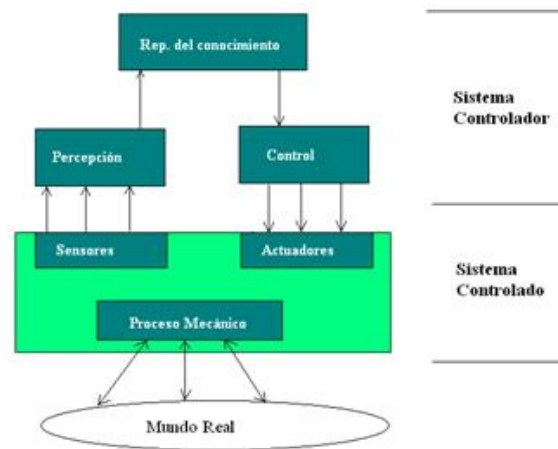 Rep. del conocimiento
Sistema
Controlador
Percepción
Control
Sensores
Actuadores
Sistema
Controlado
Proceso Mecánico
Mundo Real